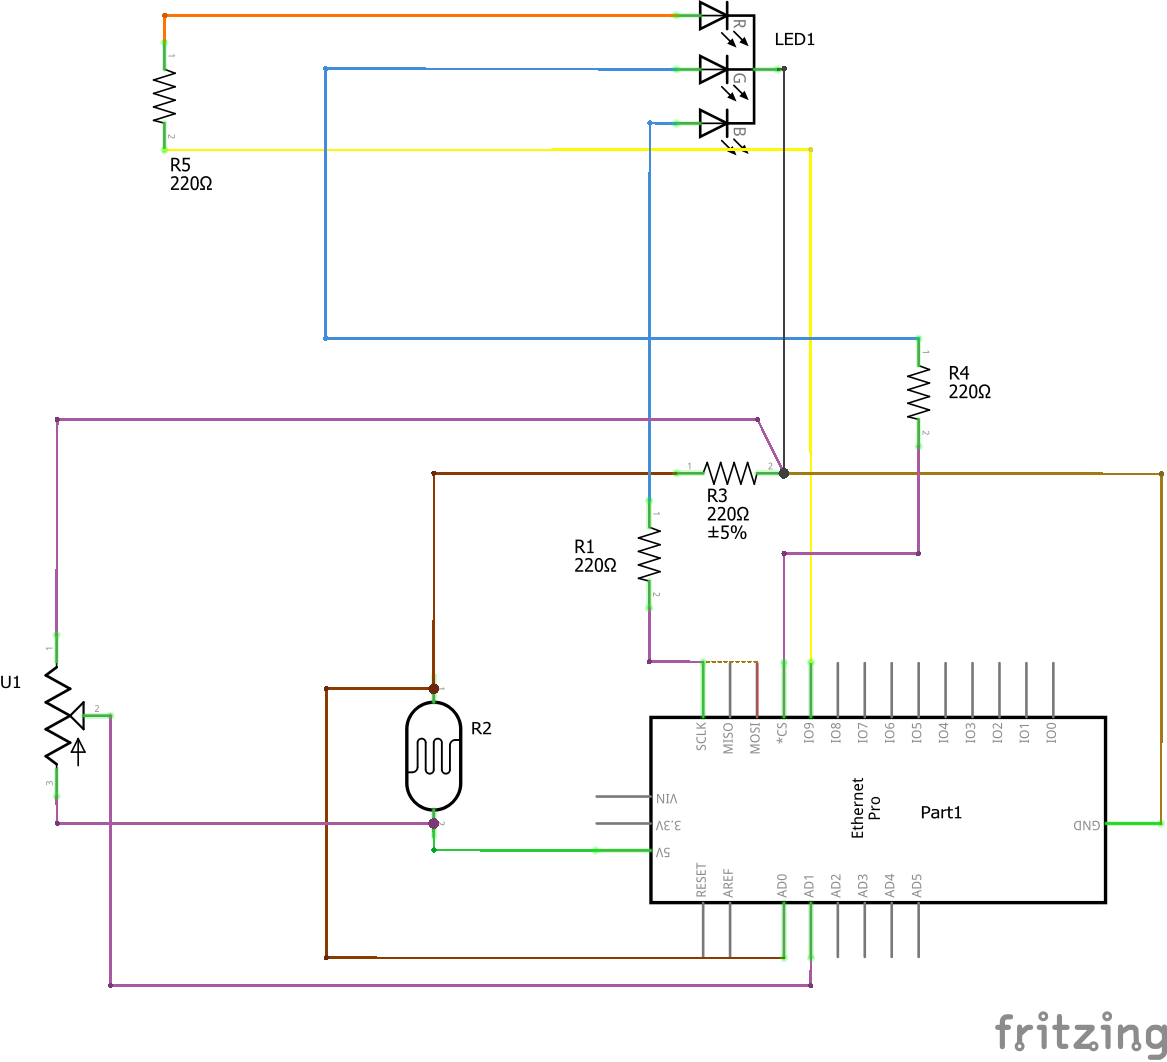 R
LED1
G
B
1
2
R5
220Ω
1
R4
220Ω
2
1
2
R3
220Ω
±5%
1
R1
220Ω
2
1
U1
2
3
1
R2
2
SCLK
MISO
MOSI
*CS
IO9
IO8
IO7
IO6
IO5
IO4
IO3
IO2
IO1
IO0
VIN
3.3V
5V
Ethernet
Pro
Part1
GND
RESET
AREF
AD0
AD1
AD2
AD3
AD4
AD5
fritzing